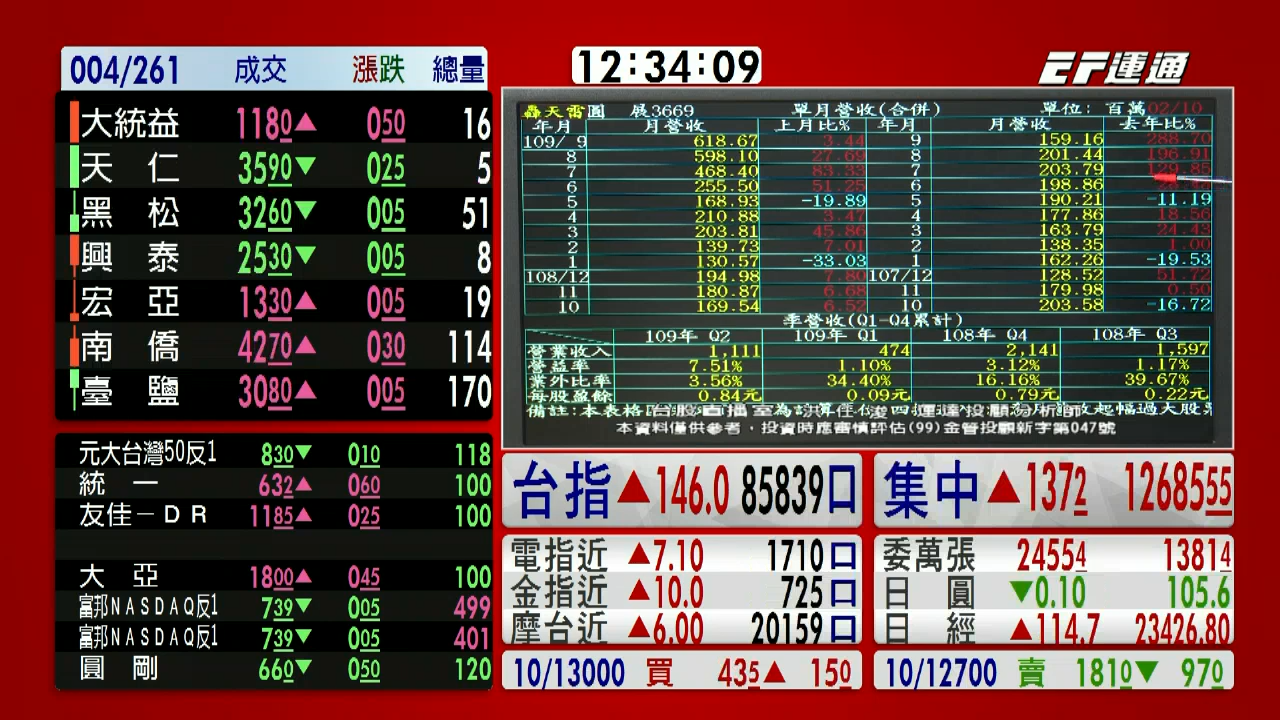 004/261 成交 漲跌 總量
大統益 1180▲ 050 16
天仁 3590▼ 025 5
黑松 3260▼ 005 51
興泰 2530▼ 005 8
宏亞 1330▲ 005 19
南僑 4270▲ 030 114
臺鹽 3080▲ 005 170
元大台灣50反1 830▼ 010 118
統一 632▲ 060 100
友佳－DR 1185▲ 025 100
大亞 1800▲ 045 100
富邦NASDAQ反1 739▼ 005 499
富邦NASDAQ反1 739▼ 005 401
圓剛 660▼ 050 120
12:34:09
EF運通
轟天雷圖 展3669 單月營收(合併) 單位: 百萬 02/10
年月 月營收 上月比% 年月 月營收 去年比%
109/ 9 618.67 3.44 9 159.16 288.70
8 598.10 27.69 8 201.44 196.91
7 468.40 83.33 7 203.79 129.85
6 255.50 51.25 6 198.86
5 168.93 -19.89 5 190.21 -11.19
4 210.88 3.47 4 177.86 18.56
3 203.81 45.86 3 163.79 24.43
2 139.73 7.01 2 138.35 1.00
1 130.57 -33.03 1 162.26 -19.53
108/12 194.98 7.80 107/12 128.52 51.72
11 180.87 6.68 11 179.98 0.50
10 169.54 6.52 10 203.58 -16.72
季營收(Q1-Q4累計)
109年 Q2 109年 Q1 108年 Q4 108年 Q3
營業收入 1,111 474 2,141 1,597
營益率 7.51% 1.10% 3.12% 1.17%
業外比率 3.56% 34.40% 16.16% 39.67%
每股盈餘 0.84元 0.09元 0.79元 0.22元
備註:本表格
本資料僅供參考，投資時應審慎評估(99)金管投顧新字第047號
台指▲146.0 85839口
電指近 ▲7.10 1710口
金指近 ▲10.0 725口
摩台近 ▲6.00 20159口
10/13000 買 435▲ 150
集中▲1372 1268555
委萬張 24554 13814
日圓 ▼0.10 105.6
日經 ▲114.7 23426.80
10/12700 賣 1810▼ 970